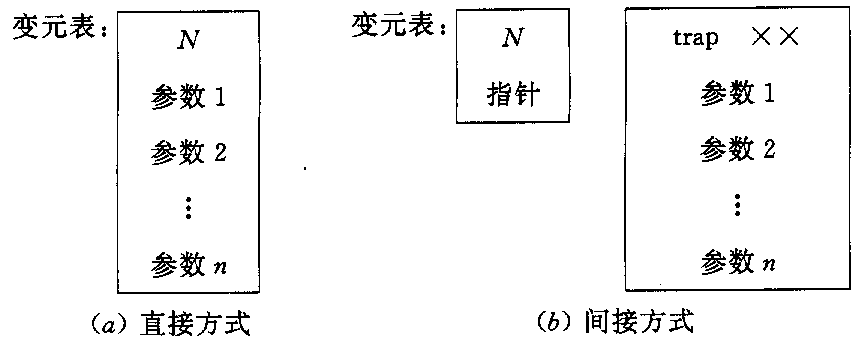 变元表:
N
参数 1
参数 2
⋮
参数 n
(a) 直接方式
变元表:
N
指针
trap ××
参数 1
参数 2
⋮
参数 n
(b) 间接方式